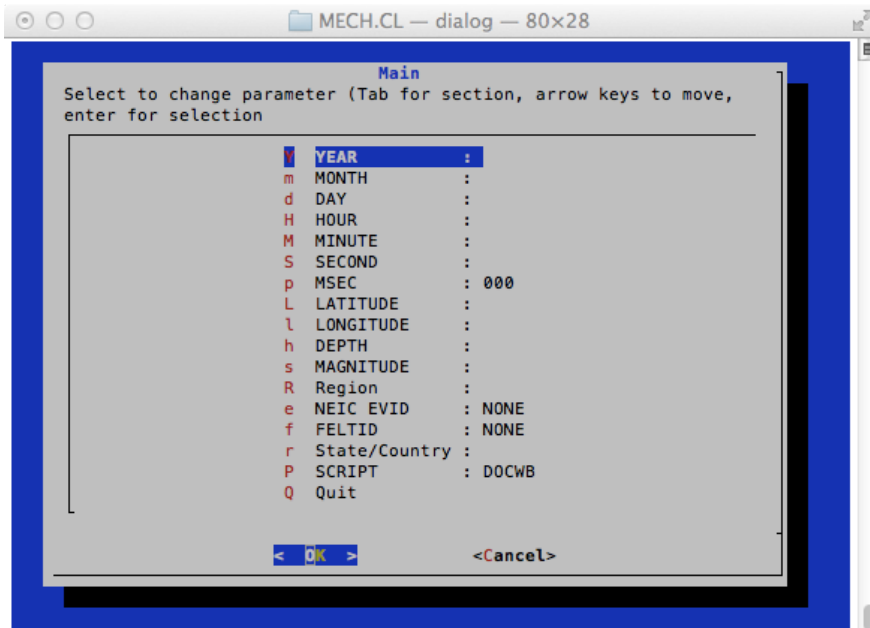 MECH.CL — dialog — 80×28
Main
Select to change parameter (Tab for section, arrow keys to move,
enter for selection
Y YEAR :
m MONTH :
d DAY :
H HOUR :
M MINUTE :
S SECOND :
p MSEC : 000
L LATITUDE :
l LONGITUDE :
h DEPTH :
s MAGNITUDE :
R Region :
e NEIC EVID : NONE
f FELTID : NONE
r State/Country :
P SCRIPT : DOCWB
Q Quit
< OK > <Cancel>